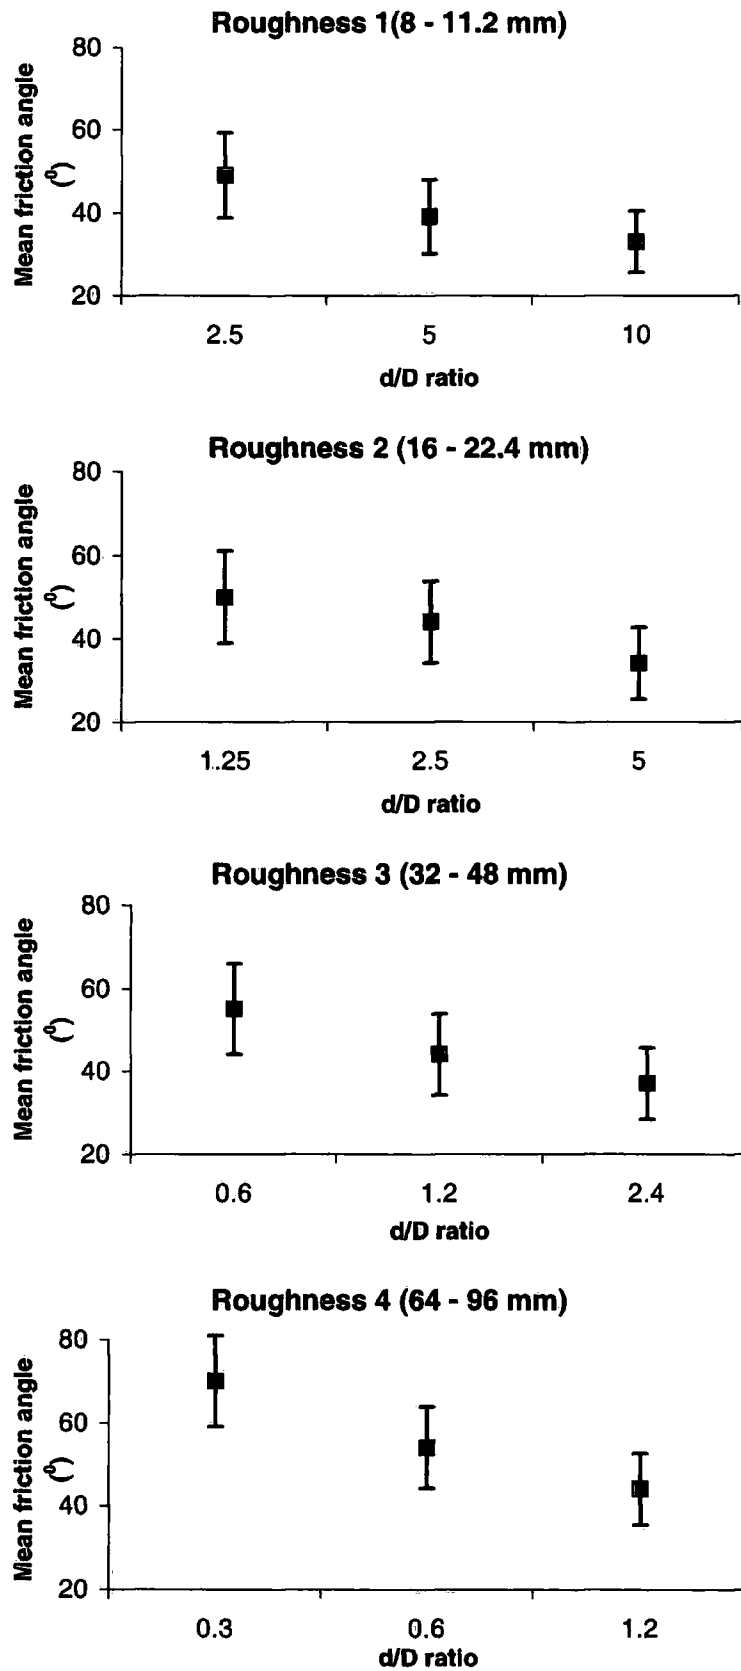 Roughness 1(8 - 11.2 mm)
Mean friction angle
(º)
80
60
40
20
2.5 5 10
d/D ratio
Roughness 2 (16 - 22.4 mm)
Mean friction angle
(º)
80
60
40
20
1.25 2.5 5
d/D ratio
Roughness 3 (32 - 48 mm)
Mean friction angle
(º)
80
60
40
20
0.6 1.2 2.4
d/D ratio
Roughness 4 (64 - 96 mm)
Mean friction angle
(º)
80
60
40
20
0.3 0.6 1.2
d/D ratio